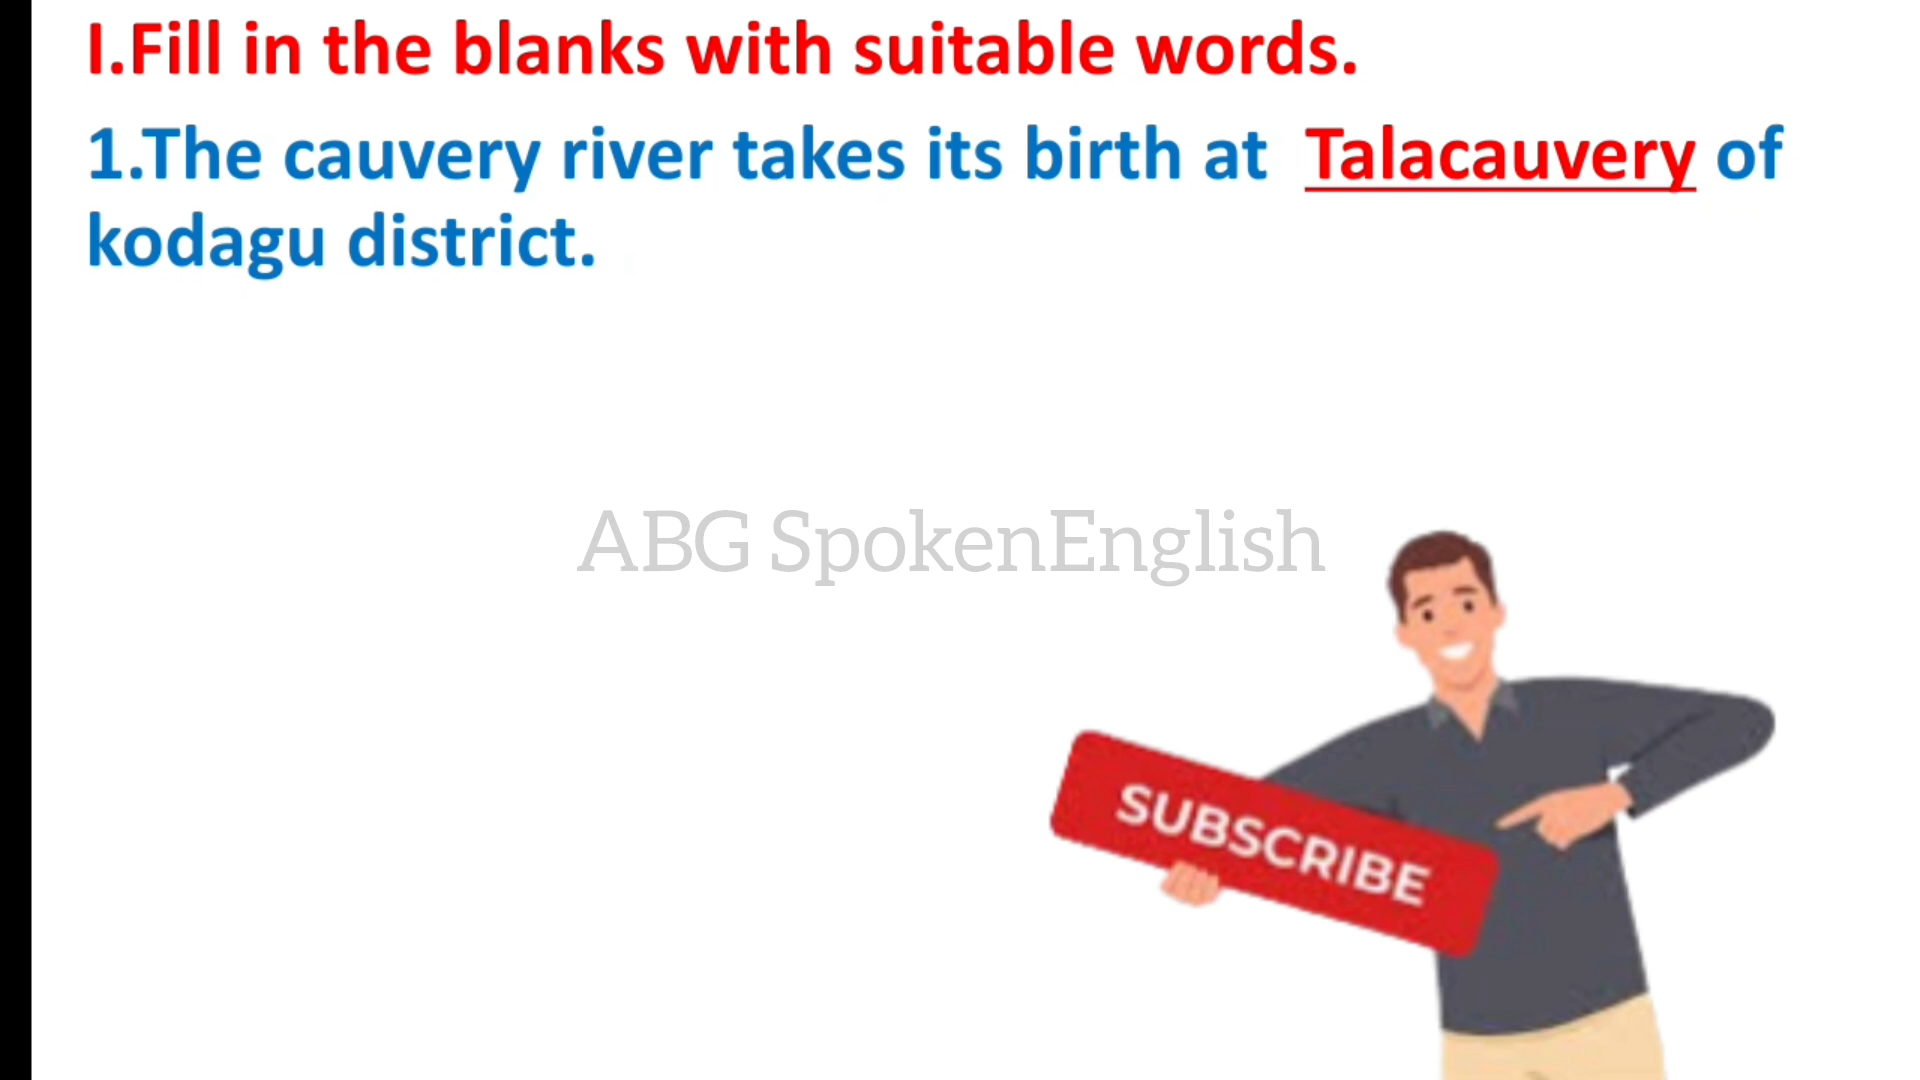 I.Fill in the blanks with suitable words.
1.The cauvery river takes its birth at Talacauvery of
kodagu district.
ABG SpokenEnglish
SUBSCRIBE